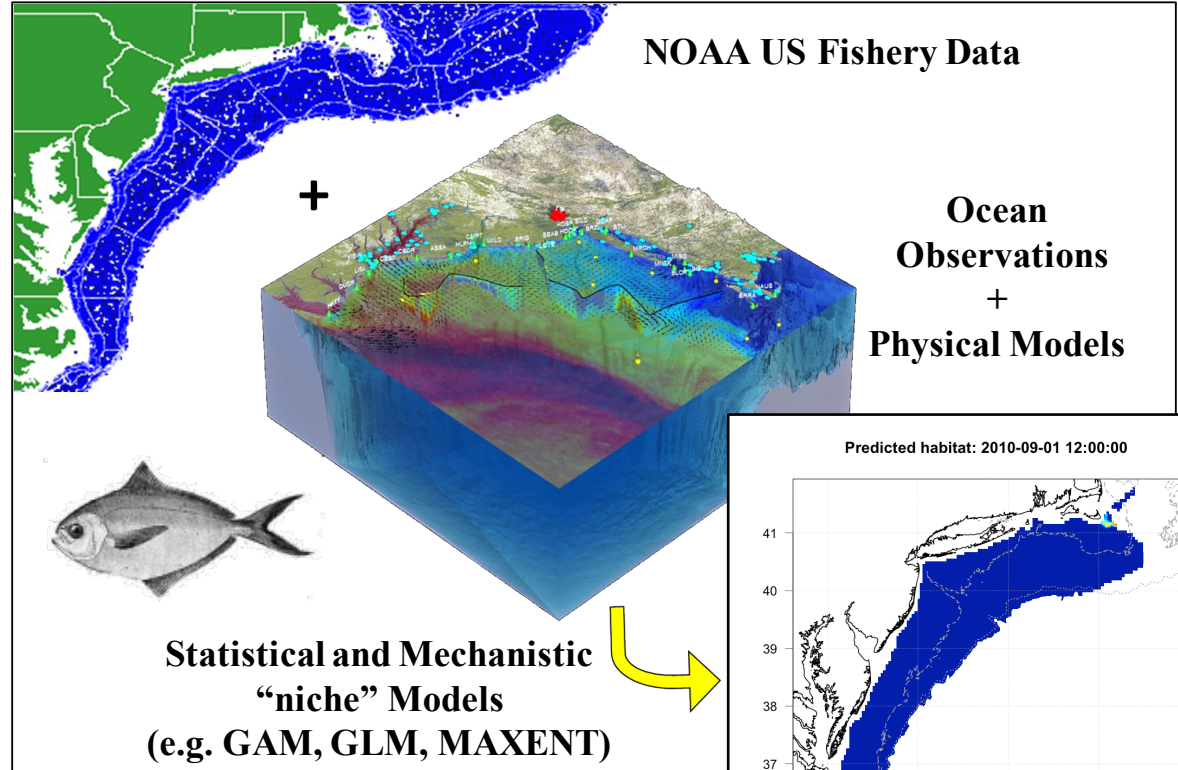 NOAA US Fishery Data
+
Ocean
Observations
+
Physical Models
Statistical and Mechanistic
“niche” Models
(e.g. GAM, GLM, MAXENT)
Predicted habitat: 2010-09-01 12:00:00
41
40
39
38
37